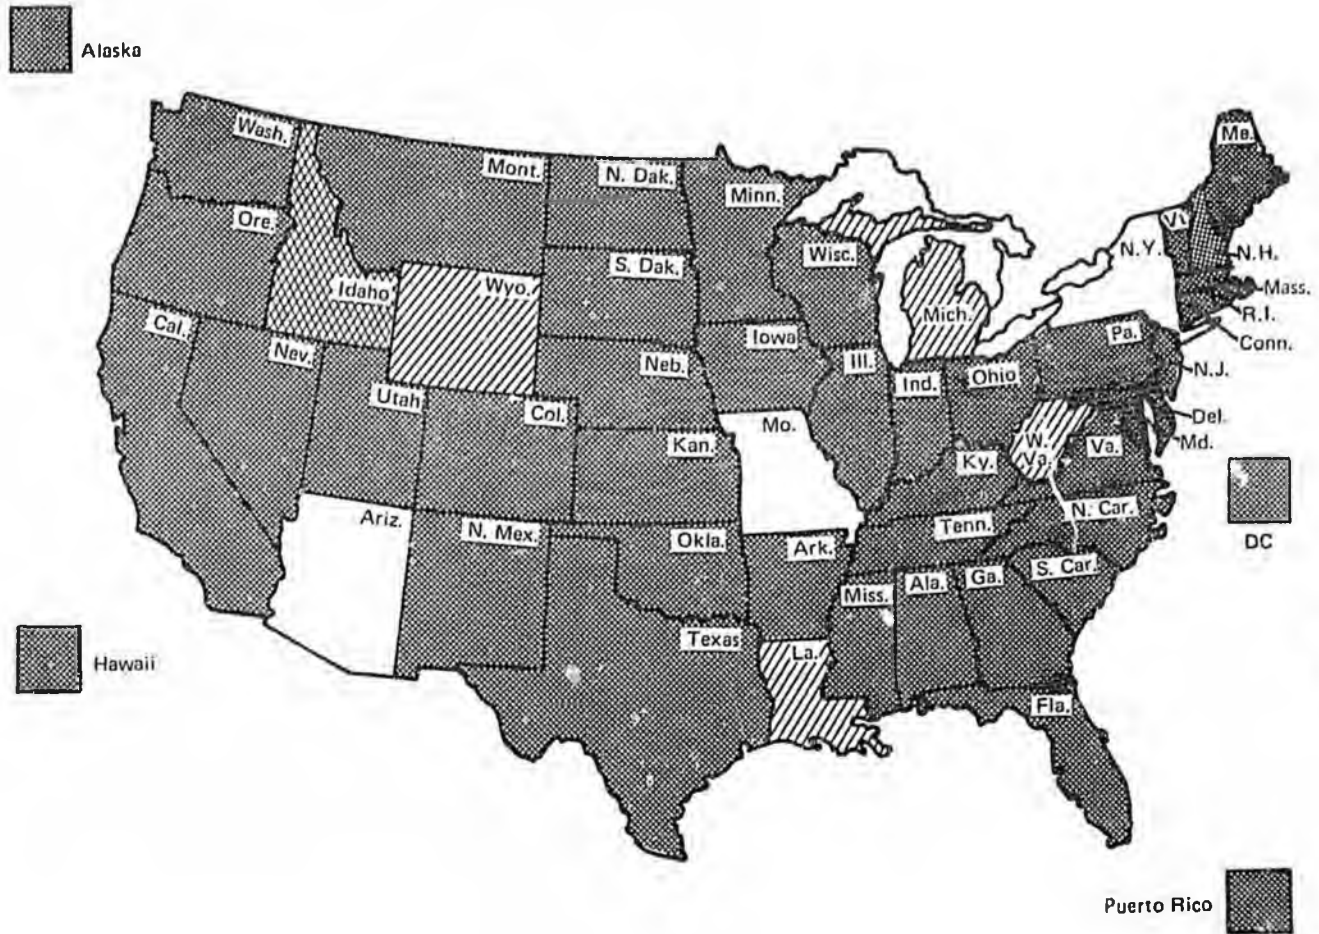 Alaska
Me.
Wash.
Mont.
N. Dak.
Minn.
Ore.
Vt.
N.Y.
N.H.
Wisc.
S. Dak.
Idaho
Wyo.
Mass.
R.I.
Mich.
Cal.
Nev.
Iowa
Pa.
Conn.
Neb.
Ill.
Ind.
Ohio
N.J.
Utah
Col.
Mo.
Del.
Kan.
W.
Va.
Va.
Md.
Ky.
Ariz.
N. Mex.
Okla.
Ark.
Tenn.
N. Car.
DC
S. Car.
Miss.
Ala.
Ga.
Texas
La.
Hawaii
Fla.
Puerto Rico